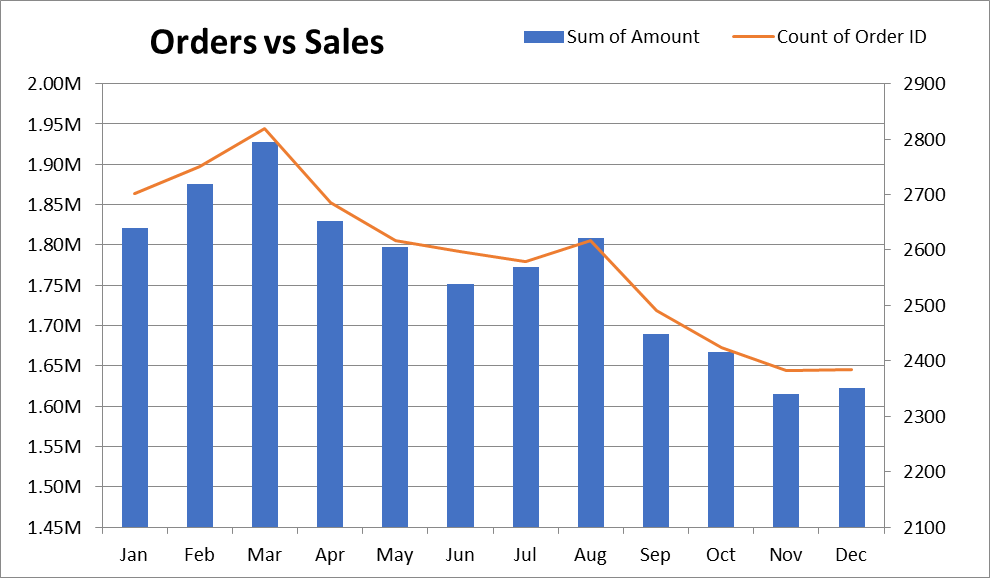 Orders vs Sales
Sum of Amount
Count of Order ID
2.00M 2900
1.95M
2800
1.90M
1.85M 2700
1.80M 2600
1.75M
2500
1.70M
1.65M 2400
1.60M 2300
1.55M
2200
1.50M
1.45M 2100
Jan Feb Mar Apr May Jun Jul Aug Sep Oct Nov Dec